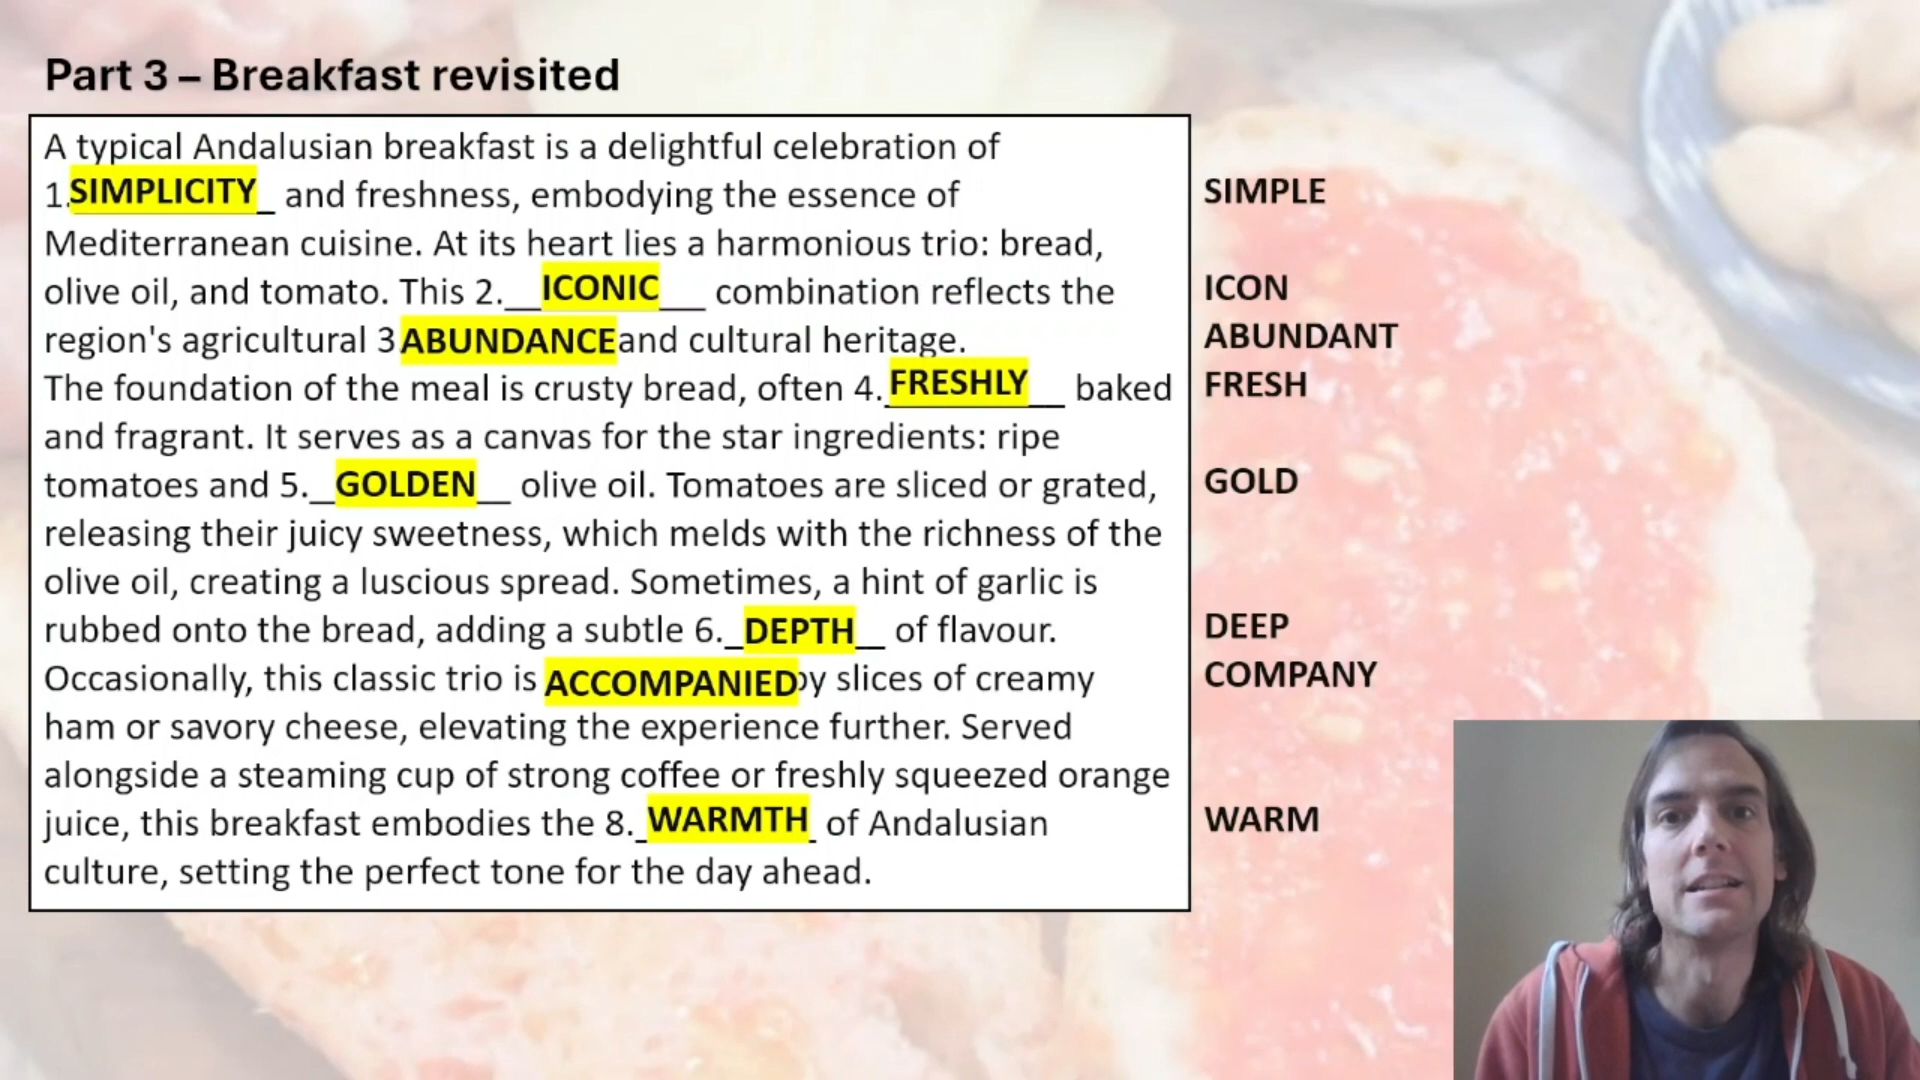 Part 3 – Breakfast revisited
A typical Andalusian breakfast is a delightful celebration of
1.SIMPLICITY_ and freshness, embodying the essence of
SIMPLE
Mediterranean cuisine. At its heart lies a harmonious trio: bread,
olive oil, and tomato. This 2.__ICONIC__ combination reflects the
ICON
region's agricultural 3 ABUNDANCE and cultural heritage.
ABUNDANT
The foundation of the meal is crusty bread, often 4.FRESHLY__ baked
FRESH
and fragrant. It serves as a canvas for the star ingredients: ripe
tomatoes and 5._GOLDEN__ olive oil. Tomatoes are sliced or grated,
GOLD
releasing their juicy sweetness, which melds with the richness of the
olive oil, creating a luscious spread. Sometimes, a hint of garlic is
rubbed onto the bread, adding a subtle 6._DEPTH__ of flavour.
DEEP
Occasionally, this classic trio is ACCOMPANIED by slices of creamy
COMPANY
ham or savory cheese, elevating the experience further. Served
alongside a steaming cup of strong coffee or freshly squeezed orange
juice, this breakfast embodies the 8._WARMTH_ of Andalusian
WARM
culture, setting the perfect tone for the day ahead.